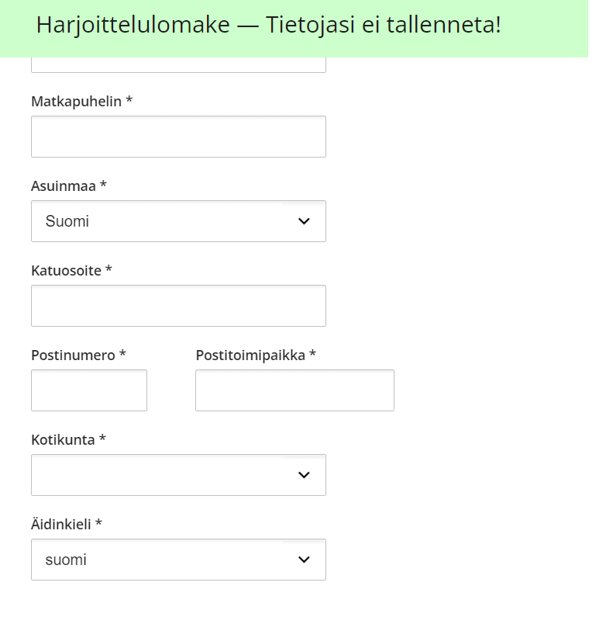 Harjoittelulomake — Tietojasi ei tallenneta!
Matkapuhelin *
Asuinmaa *
Suomi
Katuosoite *
Postinumero * Postitoimipaikka *
Kotikunta *
Äidinkieli *
suomi